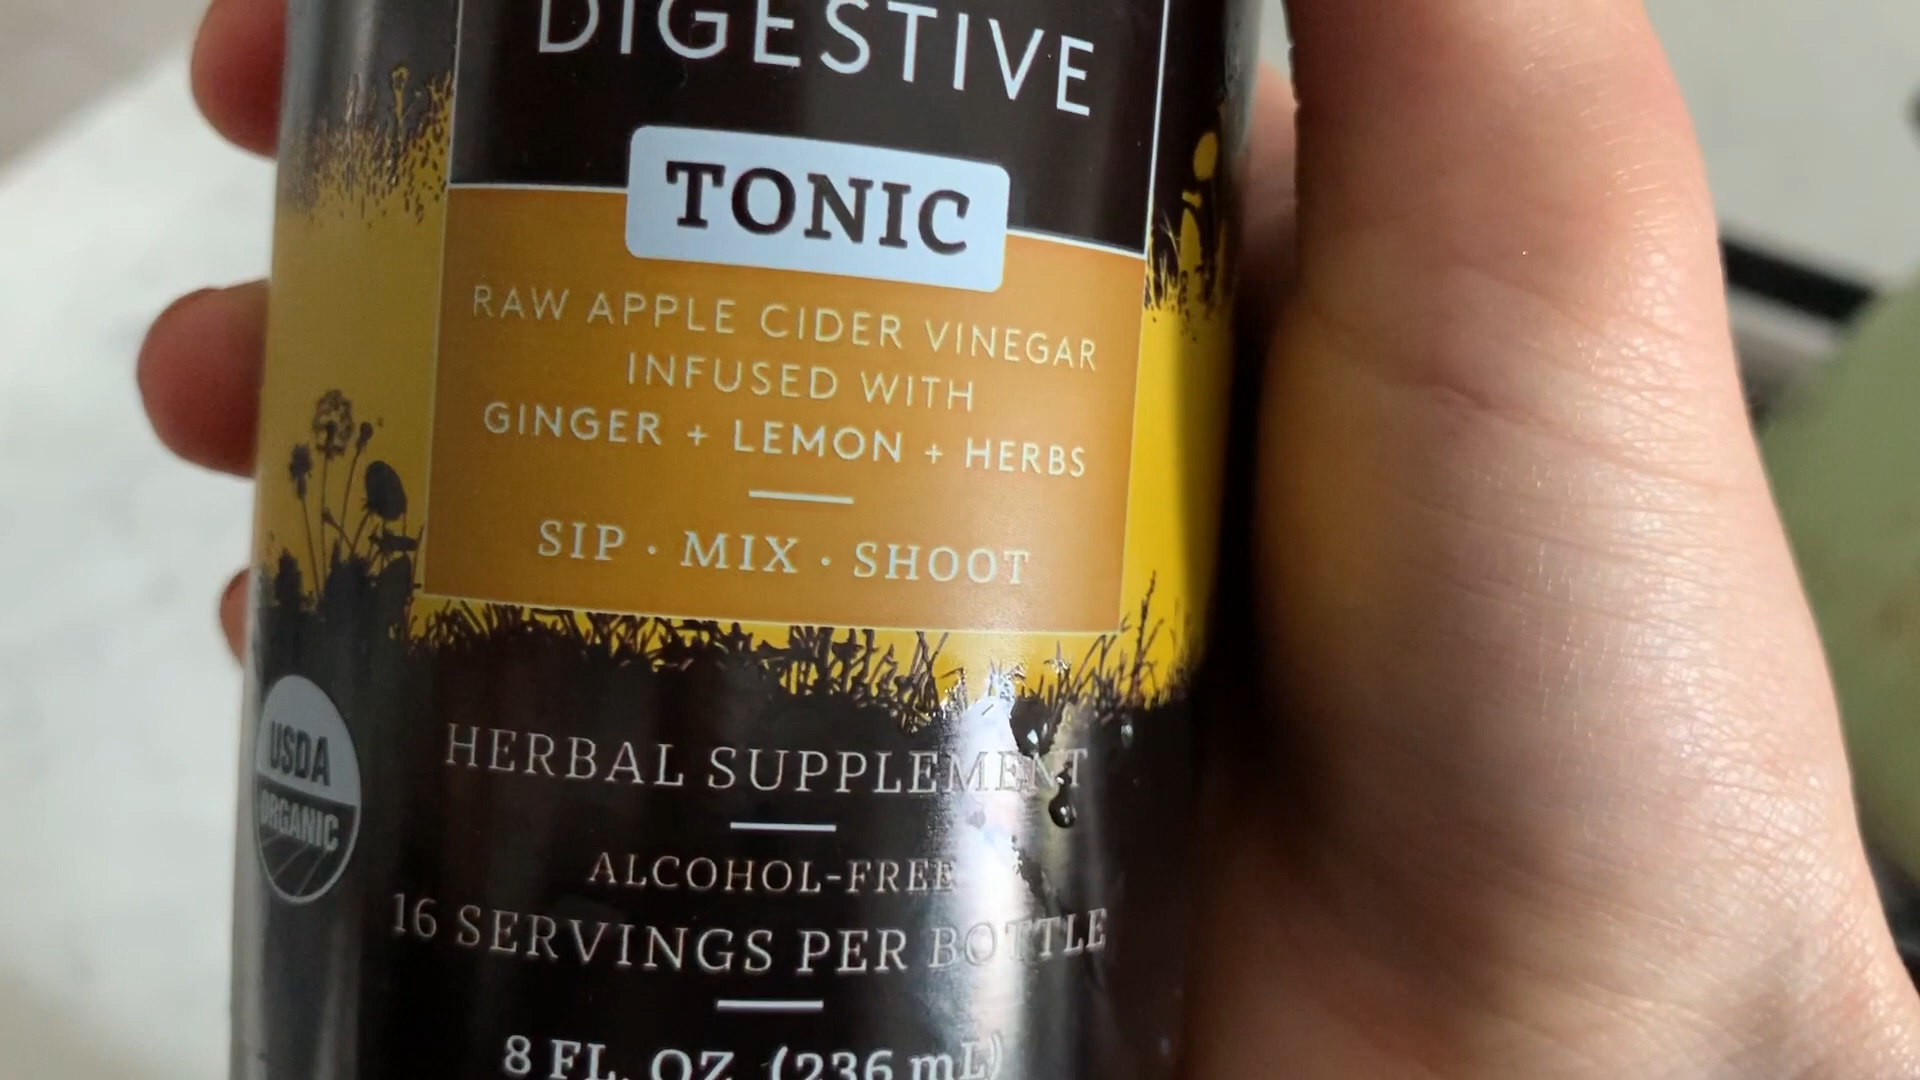 DIGESTIVE
TONIC
RAW APPLE CIDER VINEGAR
INFUSED WITH
GINGER + LEMON + HERBS
SIP · MIX · SHOOT
USDA
ORGANIC
HERBAL SUPPLEMENT
ALCOHOL-FREE
16 SERVINGS PER BOTTLE
8 FL. OZ (236 mL)